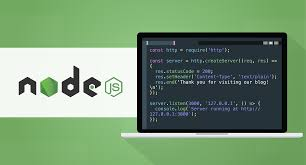 node
JS
const http = require('http');
const server = http.createServer((req, res) =>
{
res.statusCode = 200;
res.setHeader('Content-Type', 'text/plain');
res.end('Thank you for visiting our blog!
\n');
});
server.listen(3000, '127.0.0.1', () => {
console.log(`Server running at http://
127.0.0.1:3000`);
});